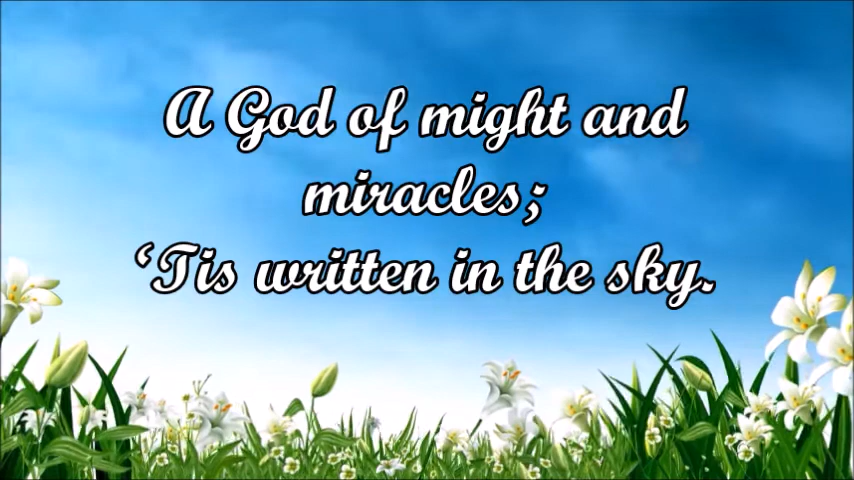 A God of might and
miracles;
‘Tis written in the sky.